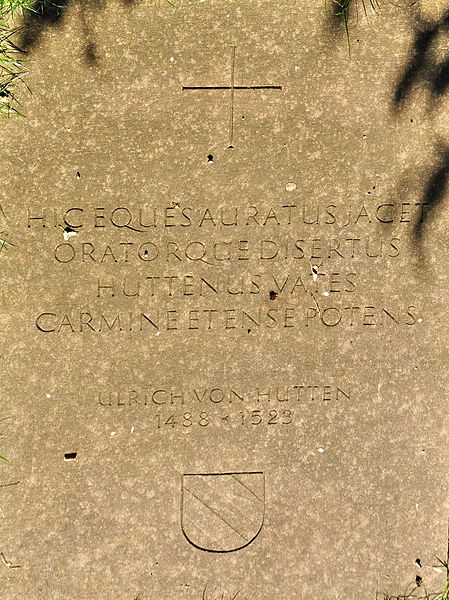 HIC EQUES AURATUS JACET
ORATORQUE DISERTUS
HUTTENUS VATES
CARMINE ET ENSE POTENS
ULRICH VON HUTTEN
1488 · 1523